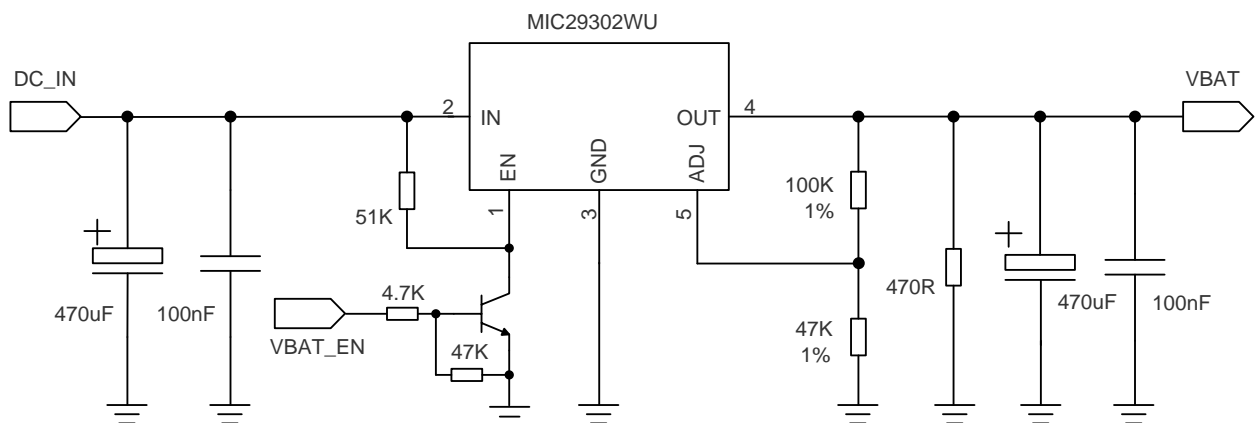 MIC29302WU
DC_IN
VBAT
2
IN
OUT
4
EN
GND
ADJ
1
3
5
51K
100K
1%
470uF
100nF
4.7K
VBAT_EN
47K
47K
1%
470R
470uF
100nF